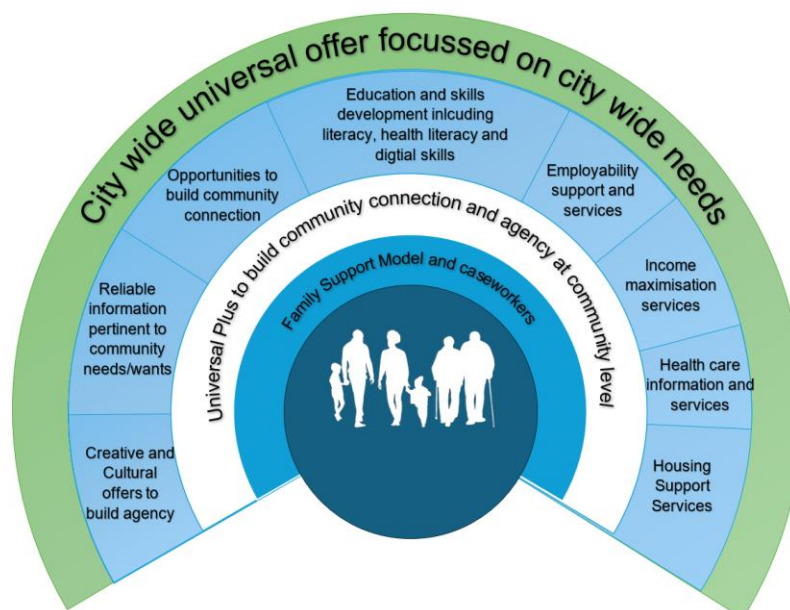 City wide universal offer focussed on city wide needs
Education and skills
development inlcuding
literacy, health literacy and
digtial skills
Opportunities to
build community
connection
Employability
support and
services
Reliable
information
pertinent to
community
needs/wants
Income
maximisation
services
Health care
information and
services
Creative and
Cultural
offers to
build agency
Housing
Support
Services
Universal Plus to build community connection and agency at community level
Family Support Model and caseworkers